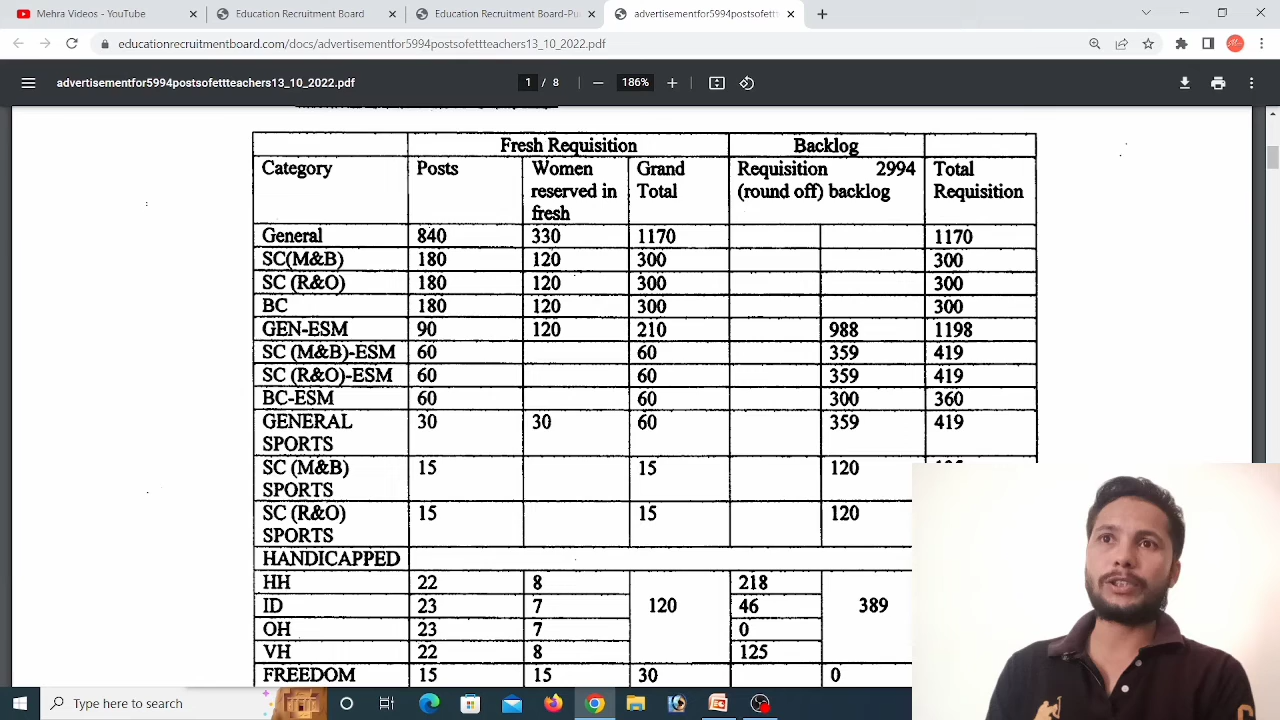 Mehra Videos - YouTube
Education Recruitment Board
Education Recruitment Board-Pu
advertisementfor5994postsofett
educationrecruitmentboard.com/docs/advertisementfor5994postsofettteachers13_10_2022.pdf
advertisementfor5994postsofettteachers13_10_2022.pdf
1 / 8
186%
Fresh Requisition Backlog
Category Posts Women reserved in fresh Grand Total Requisition 2994 (round off) backlog Total Requisition
General 840 330 1170 1170
SC(M&B) 180 120 300 300
SC (R&O) 180 120 300 300
BC 180 120 300 300
GEN-ESM 90 120 210 988 1198
SC (M&B)-ESM 60 60 359 419
SC (R&O)-ESM 60 60 359 419
BC-ESM 60 60 300 360
GENERAL SPORTS 30 30 60 359 419
SC (M&B) SPORTS 15 15 120
SC (R&O) SPORTS 15 15 120
HANDICAPPED
HH 22 8 218
ID 23 7 120 46 389
OH 23 7 0
VH 22 8 125
FREEDOM 15 15 30 0
Type here to search